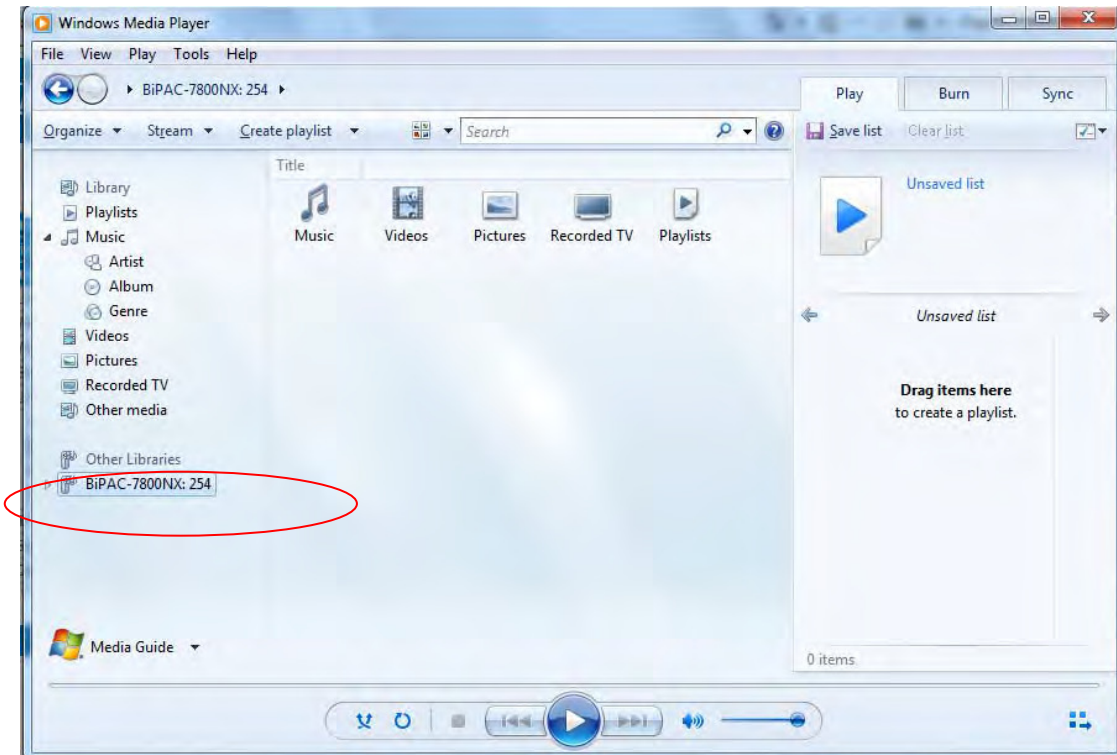 Windows Media Player
File View Play Tools Help
BiPAC-7800NX: 254
Play Burn Sync
Organize Stream Create playlist Search Save list Clear list
Title
Library
Playlists
Music
Artist
Album
Genre
Videos
Pictures
Recorded TV
Other media
Other Libraries
BiPAC-7800NX: 254
Media Guide
Music Videos Pictures Recorded TV Playlists
Unsaved list
Unsaved list
Drag items here
to create a playlist.
0 items